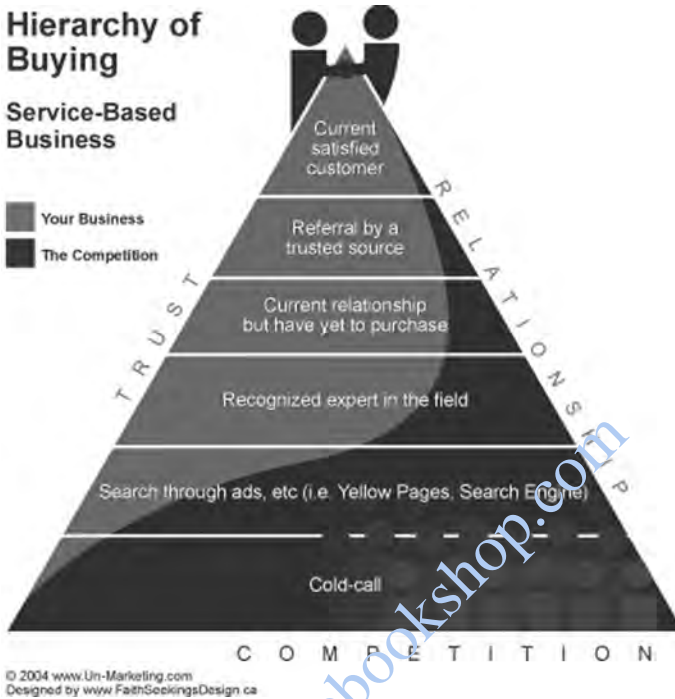 Hierarchy of
Buying
Service-Based
Business
Your Business
The Competition
Current
satisfied
customer
Referral by a
trusted source
Current relationship
but have yet to purchase
Recognized expert in the field
Search through ads, etc (i.e. Yellow Pages, Search Engine)
Cold-call
TRUST
RELATIONSHIP
COMPETITION
© 2004 www.Un-Marketing.com
Designed by www.FaithSeekingsDesign.ca
bookshop.com